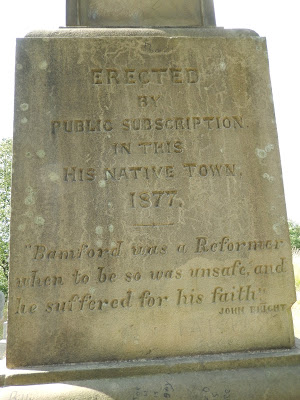 ERECTED
BY
PUBLIC SUBSCRIPTION.
IN THIS
HIS NATIVE TOWN.
1877.
"Bamford was a Reformer
when to be so was unsafe, and
he suffered for his faith"
JOHN BRIGHT